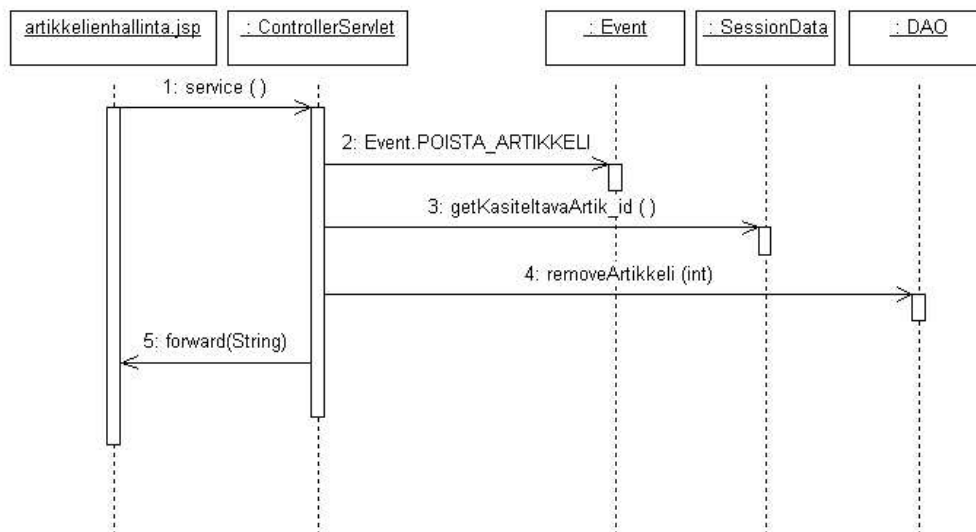 artikkelienhallinta.jsp
: ControllerServlet
: Event
: SessionData
: DAO
1: service ( )
2: Event.POISTA_ARTIKKELI
3: getKasiteltavaArtik_id ( )
4: removeArtikkeli (int)
5: forward(String)